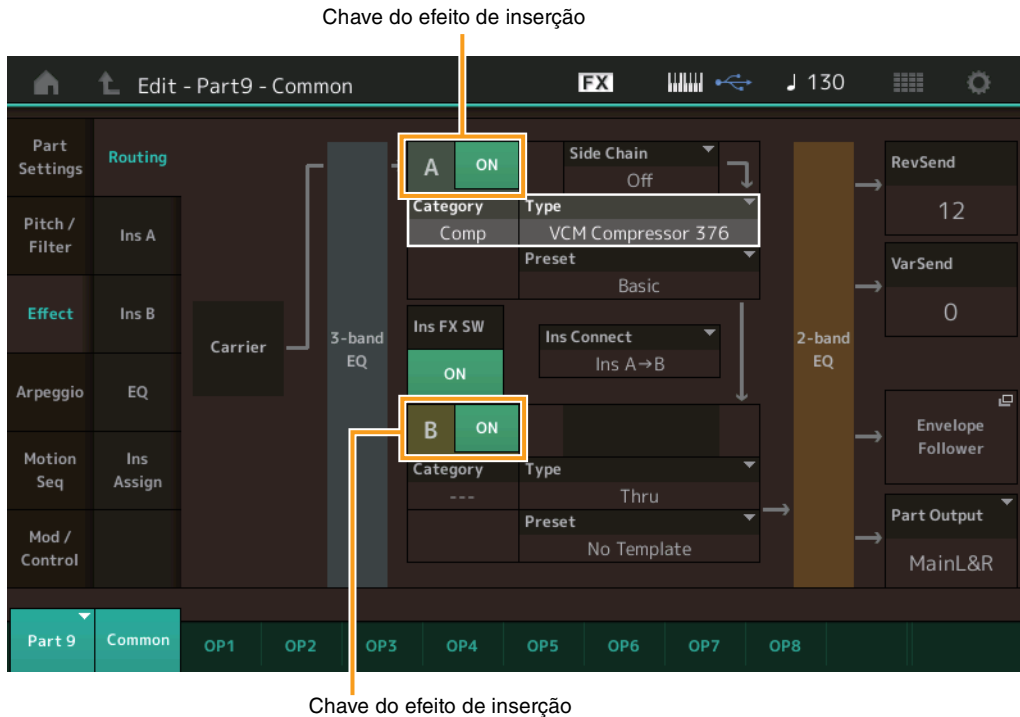 Chave do efeito de inserção
Edit - Part9 - Common
FX
130
Part
Settings
Routing
A ON
Side Chain
Off
RevSend
12
Category Type
Comp VCM Compressor 376
Pitch /
Filter
Ins A
Preset
Basic
VarSend
0
Effect
Ins B
Carrier
3-band
EQ
Ins FX SW
ON
Ins Connect
Ins A→B
2-band
EQ
Arpeggio
EQ
B ON
Envelope
Follower
Motion
Seq
Ins
Assign
Category Type
--- Thru
Preset
No Template
Part Output
MainL&R
Mod /
Control
Part 9 Common OP1 OP2 OP3 OP4 OP5 OP6 OP7 OP8
Chave do efeito de inserção